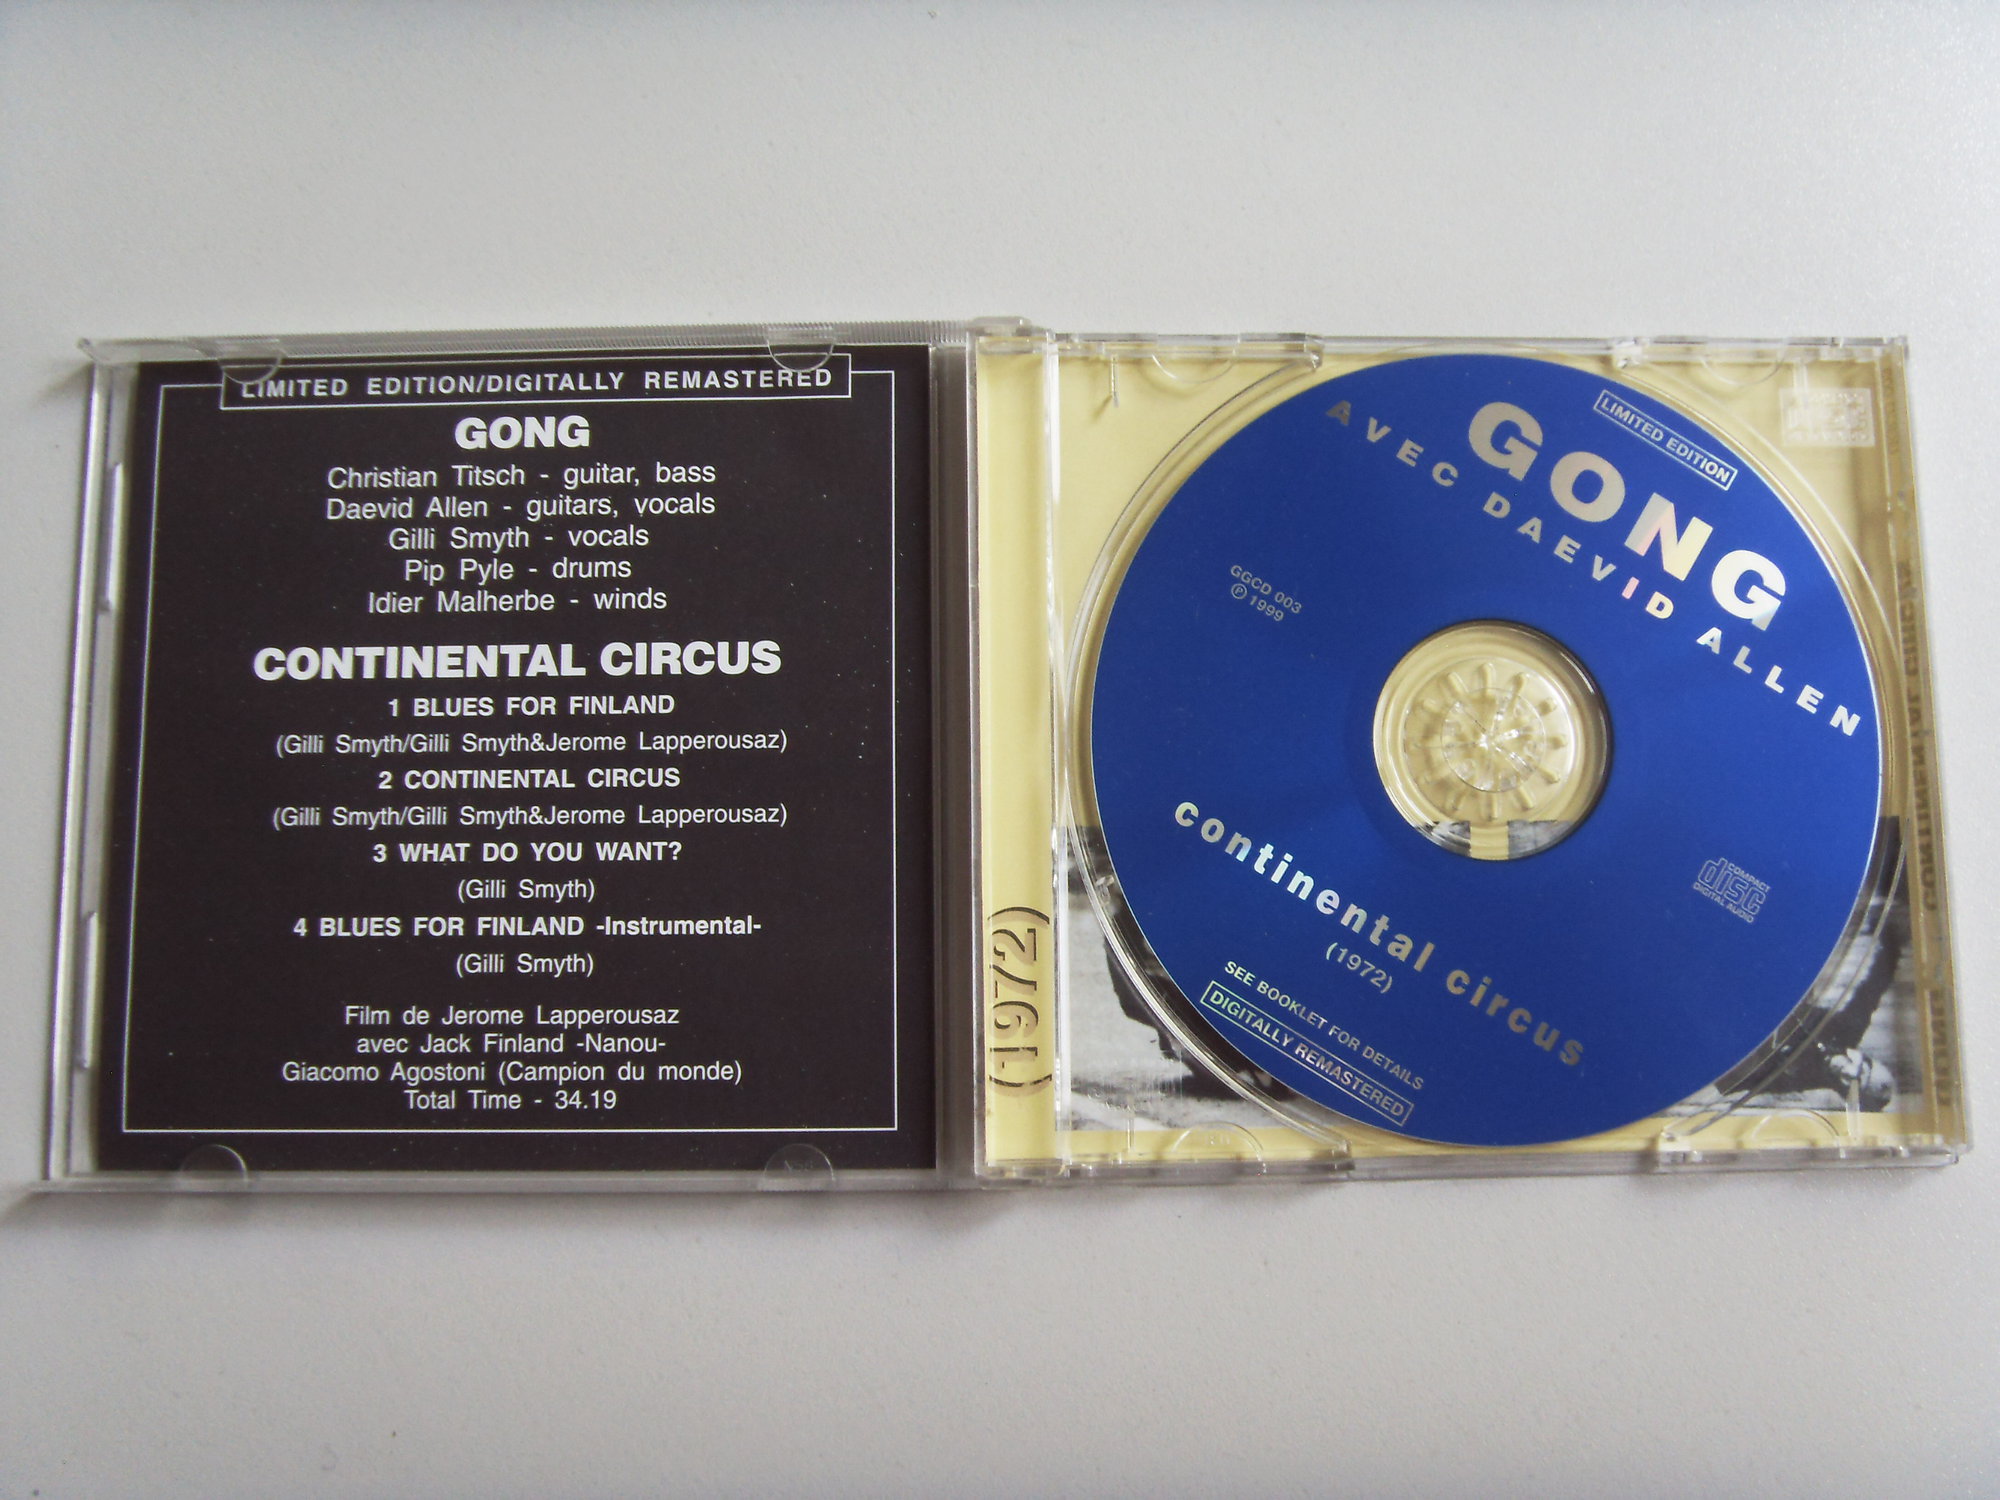 LIMITED EDITION/DIGITALLY REMASTERED
GONG
Christian Titsch - guitar, bass
Daevid Allen - guitars, vocals
Gilli Smyth - vocals
Pip Pyle - drums
Idier Malherbe - winds
CONTINENTAL CIRCUS
1 BLUES FOR FINLAND
(Gilli Smyth/Gilli Smyth&Jerome Lapperousaz)
2 CONTINENTAL CIRCUS
(Gilli Smyth/Gilli Smyth&Jerome Lapperousaz)
3 WHAT DO YOU WANT?
(Gilli Smyth)
4 BLUES FOR FINLAND -Instrumental-
(Gilli Smyth)
Film de Jerome Lapperousaz
avec Jack Finland -Nanou-
Giacomo Agostoni (Campion du monde)
Total Time - 34.19
(1972)
LIMITED EDITION
GONG
AVEC DAEVID ALLEN
GGCD 003
℗ 1999
COMPACT
disc
DIGITAL AUDIO
continental circus
(1972)
SEE BOOKLET FOR DETAILS
DIGITALLY REMASTERED